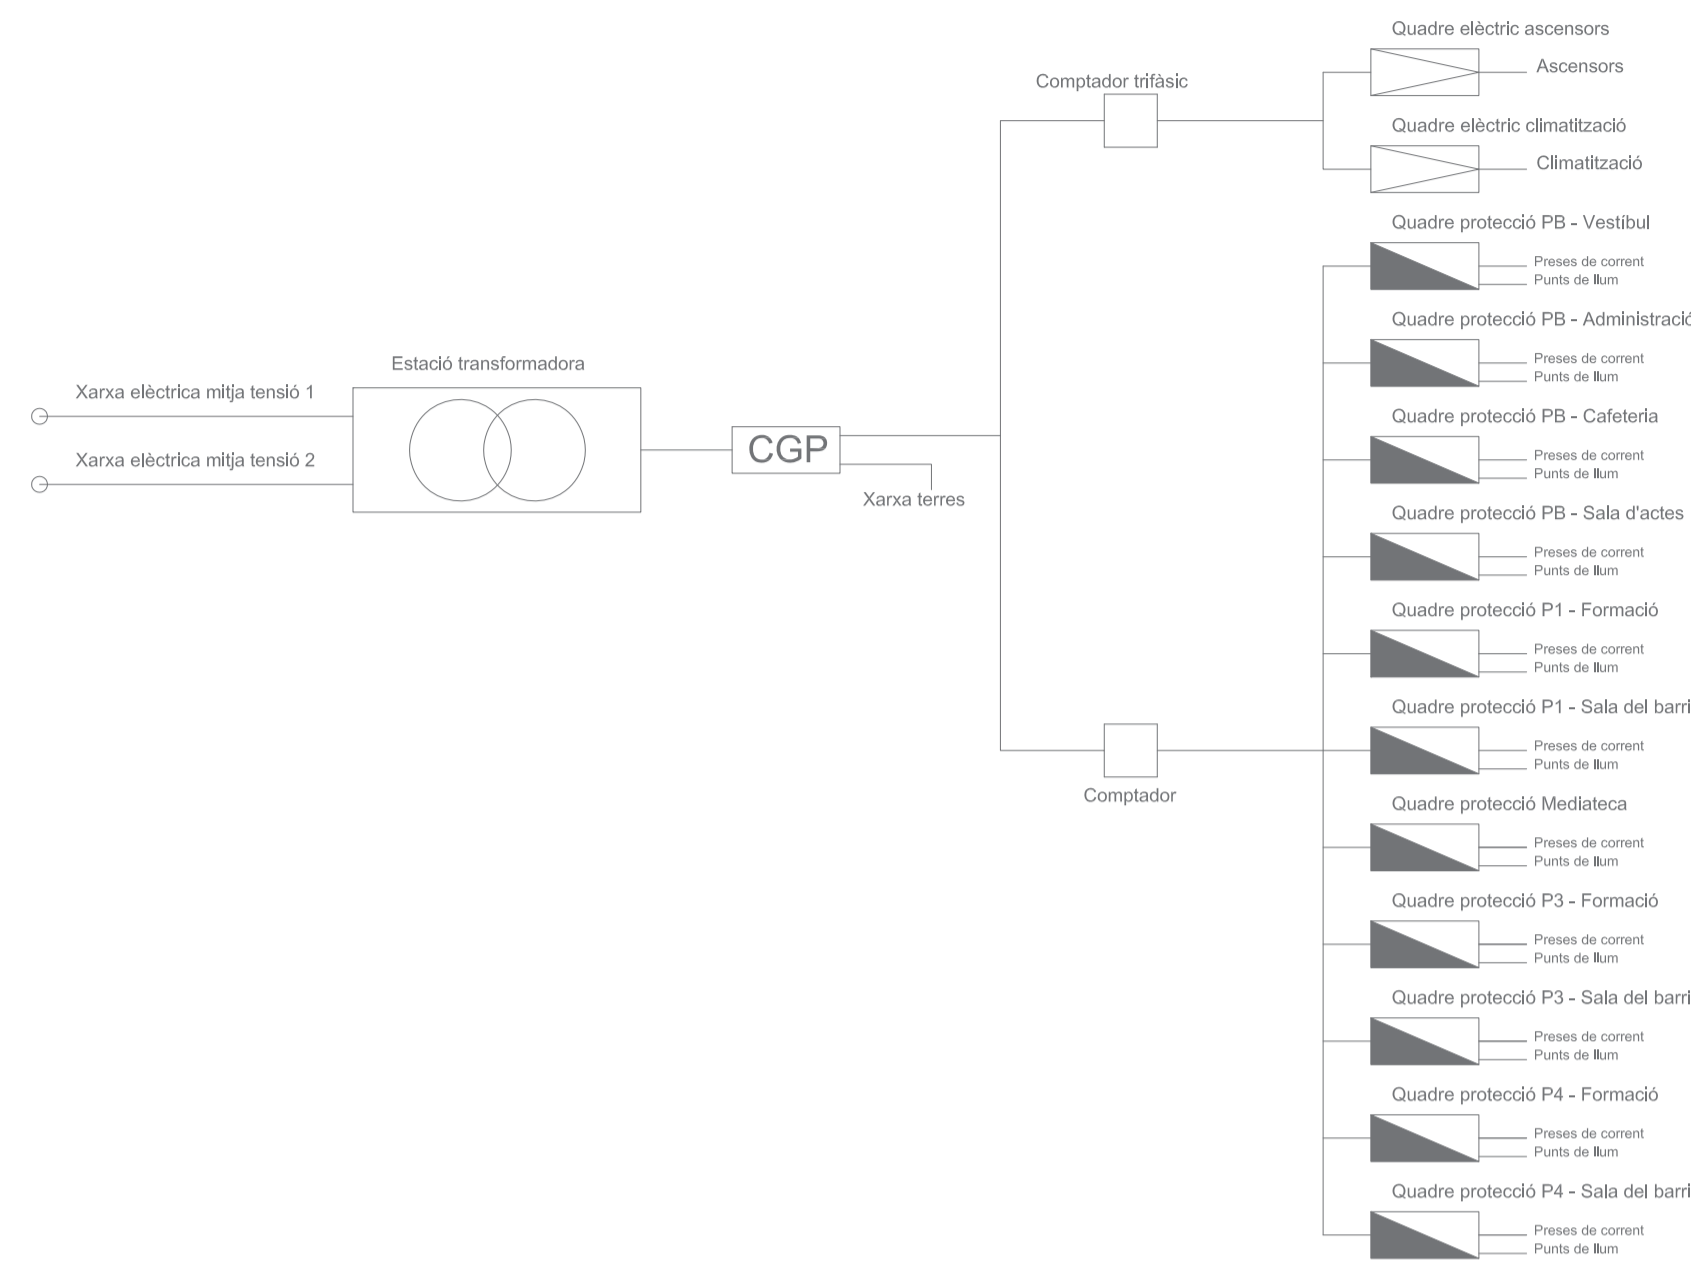 Quadre elèctric ascensors
Ascensors
Comptador trifàsic
Quadre elèctric climatització
Climatització
Quadre protecció PB - Vestíbul
Preses de corrent
Punts de llum
Quadre protecció PB - Administració
Preses de corrent
Punts de llum
Estació transformadora
Xarxa elèctrica mitja tensió 1
Xarxa elèctrica mitja tensió 2
CGP
Xarxa terres
Quadre protecció PB - Cafeteria
Preses de corrent
Punts de llum
Quadre protecció PB - Sala d'actes
Preses de corrent
Punts de llum
Quadre protecció P1 - Formació
Preses de corrent
Punts de llum
Quadre protecció P1 - Sala del barri
Preses de corrent
Punts de llum
Comptador
Quadre protecció Mediateca
Preses de corrent
Punts de llum
Quadre protecció P3 - Formació
Preses de corrent
Punts de llum
Quadre protecció P3 - Sala del barri
Preses de corrent
Punts de llum
Quadre protecció P4 - Formació
Preses de corrent
Punts de llum
Quadre protecció P4 - Sala del barri
Preses de corrent
Punts de llum